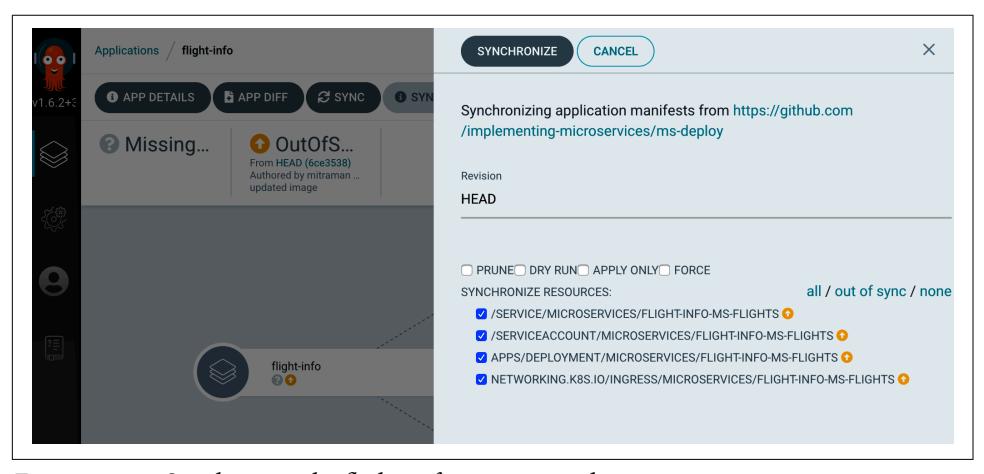 v1.6.2+3
Applications / flight-info
APP DETAILS
APP DIFF
SYNC
SYN
Missing...
OutOfS...
From HEAD (6ce3538)
Authored by mitraman ...
updated image
flight-info
SYNCHRONIZE
CANCEL
Synchronizing application manifests from https://github.com
/implementing-microservices/ms-deploy
Revision
HEAD
PRUNE DRY RUN APPLY ONLY FORCE
SYNCHRONIZE RESOURCES: all / out of sync / none
/SERVICE/MICROSERVICES/FLIGHT-INFO-MS-FLIGHTS
/SERVICEACCOUNT/MICROSERVICES/FLIGHT-INFO-MS-FLIGHTS
APPS/DEPLOYMENT/MICROSERVICES/FLIGHT-INFO-MS-FLIGHTS
NETWORKING.K8S.IO/INGRESS/MICROSERVICES/FLIGHT-INFO-MS-FLIGHTS